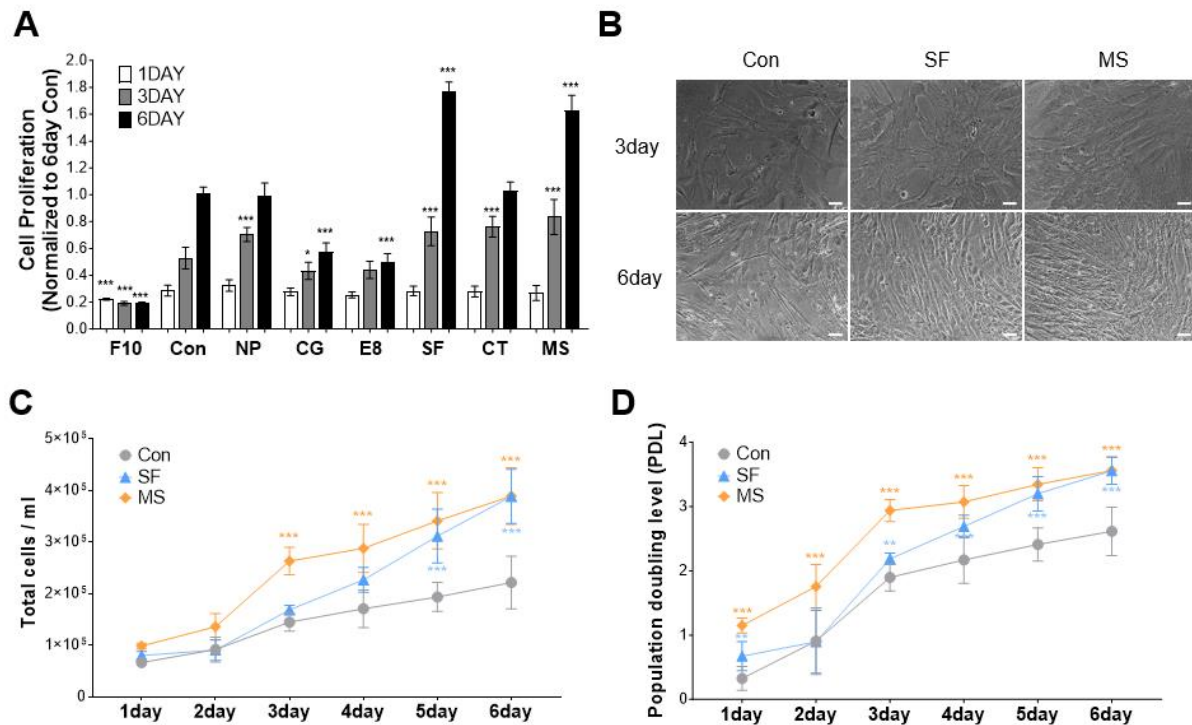 A
Cell Proliferation
(Normalized to 6day Con)
2.0
1.8
1.6
1.4
1.2
1.0
0.8
0.6
0.4
0.2
0.0
1DAY
3DAY
6DAY
*** *** ***
***
* ***
***
*** ***
***
*** ***
F10 Con NP CG E8 SF CT MS
B
Con SF MS
3day
6day
C
Total cells / ml
5×10⁵
4×10⁵
3×10⁵
2×10⁵
1×10⁵
0
Con
SF
MS
*** *** *** ***
*** ***
1day 2day 3day 4day 5day 6day
D
Population doubling level (PDL)
4
3
2
1
0
Con
SF
MS
*** *** *** *** *** ***
** ** *** *** ***
1day 2day 3day 4day 5day 6day